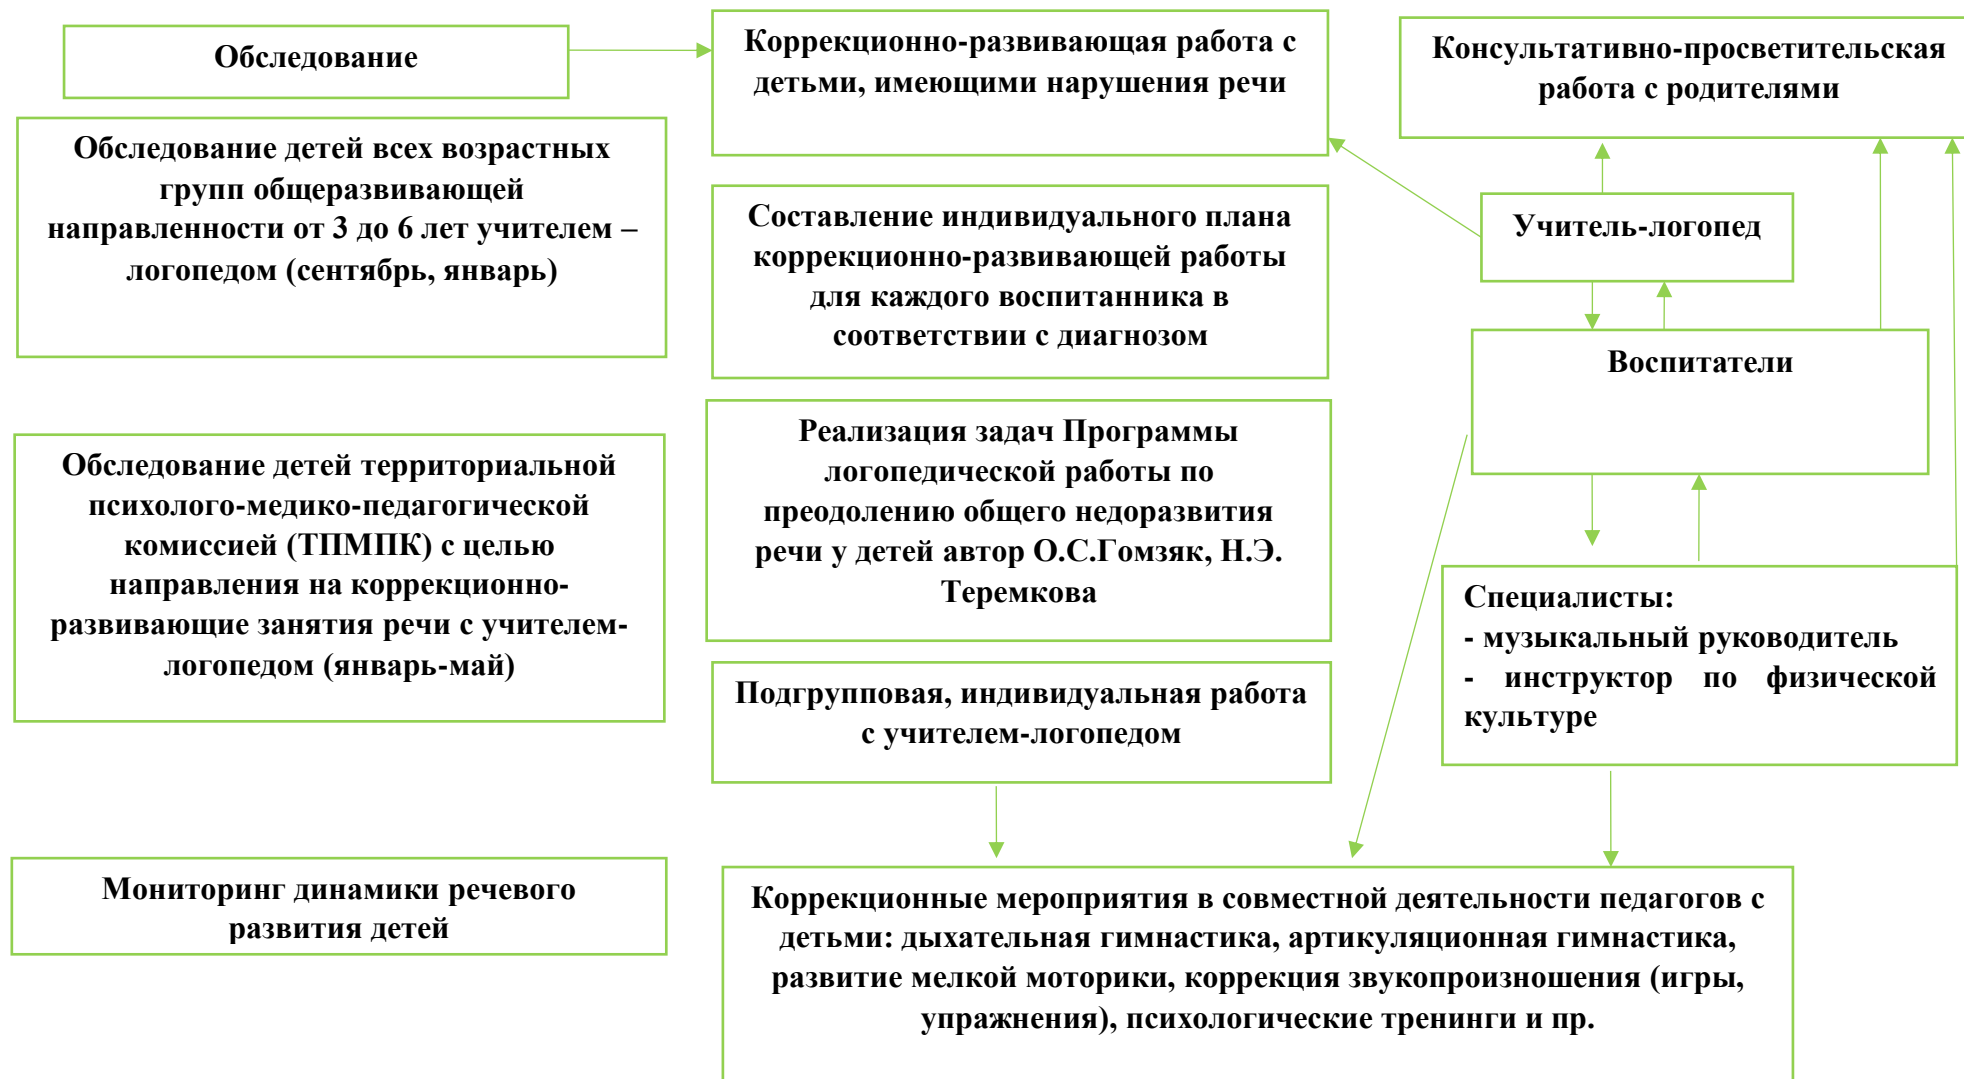 Обследование
Обследование детей всех возрастных
групп общеразвивающей
направленности от 3 до 6 лет учителем –
логопедом (сентябрь, январь)
Обследование детей территориальной
психолого-медико-педагогической
комиссией (ТПМПК) с целью
направления на коррекционно-
развивающие занятия речи с учителем-
логопедом (январь-май)
Мониторинг динамики речевого
развития детей
Коррекционно-развивающая работа с
детьми, имеющими нарушения речи
Составление индивидуального плана
коррекционно-развивающей работы
для каждого воспитанника в
соответствии с диагнозом
Реализация задач Программы
логопедической работы по
преодолению общего недоразвития
речи у детей автор О.С.Гомзяк, Н.Э.
Теремкова
Подгрупповая, индивидуальная работа
с учителем-логопедом
Коррекционные мероприятия в совместной деятельности педагогов с
детьми: дыхательная гимнастика, артикуляционная гимнастика,
развитие мелкой моторики, коррекция звукопроизношения (игры,
упражнения), психологические тренинги и пр.
Консультативно-просветительская
работа с родителями
Учитель-логопед
Воспитатели
Специалисты:
- музыкальный руководитель
- инструктор по физической
культуре